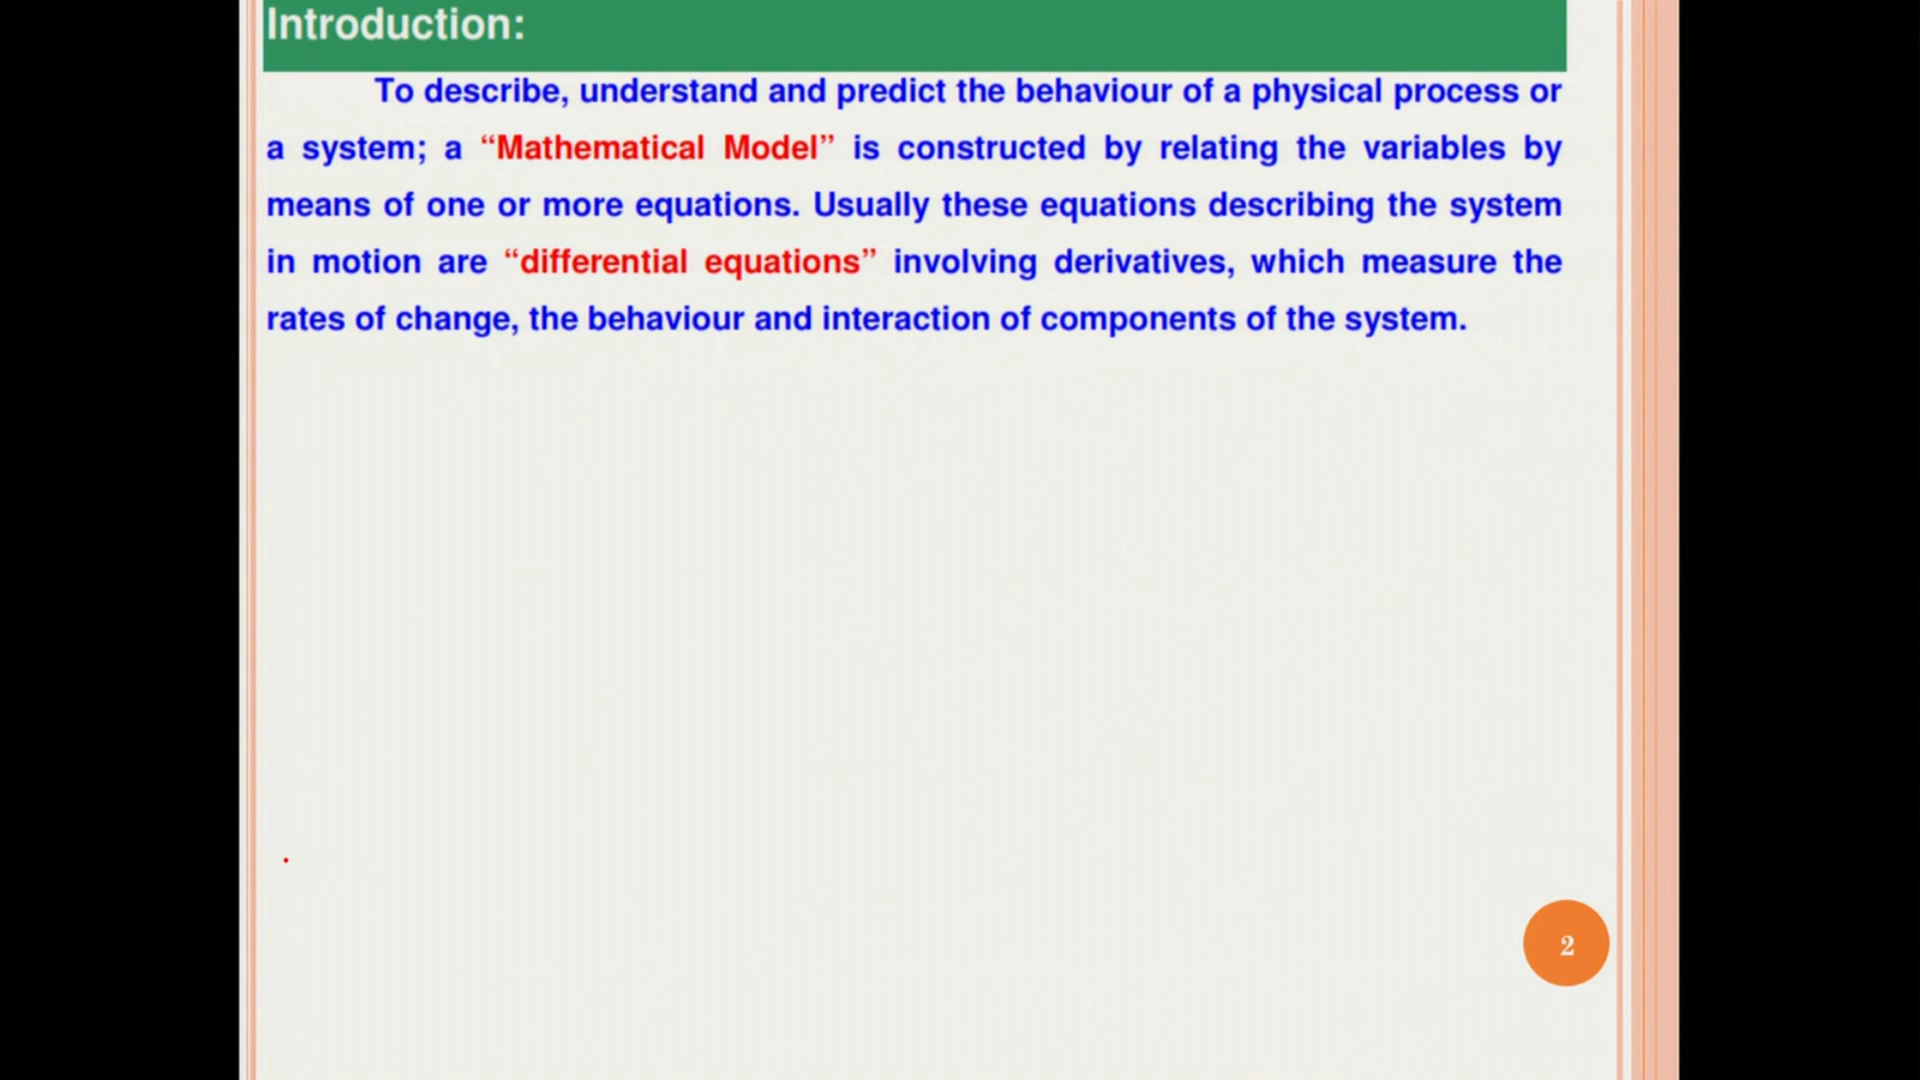 Introduction:
To describe, understand and predict the behaviour of a physical process or
a system; a “Mathematical Model” is constructed by relating the variables by
means of one or more equations. Usually these equations describing the system
in motion are “differential equations” involving derivatives, which measure the
rates of change, the behaviour and interaction of components of the system.
2